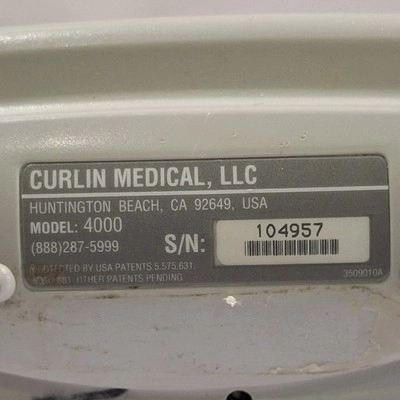 CURLIN MEDICAL, LLC
HUNTINGTON BEACH, CA 92649, USA
MODEL: 4000
(888)287-5999 S/N: 104957
PROTECTED BY USA PATENTS 5,575,631,
OTHER PATENTS PENDING 3509010A